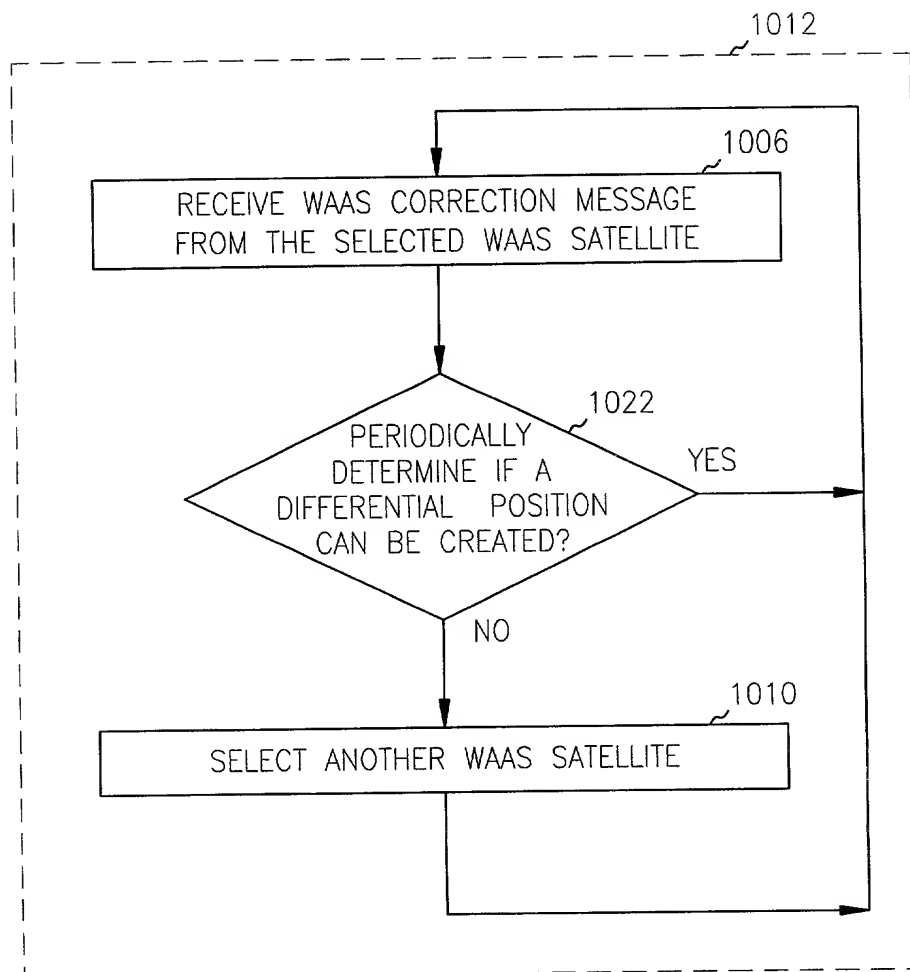 1012
1006
RECEIVE WAAS CORRECTION MESSAGE
FROM THE SELECTED WAAS SATELLITE
1022
PERIODICALLY
DETERMINE IF A
DIFFERENTIAL POSITION
CAN BE CREATED?
YES
NO
1010
SELECT ANOTHER WAAS SATELLITE